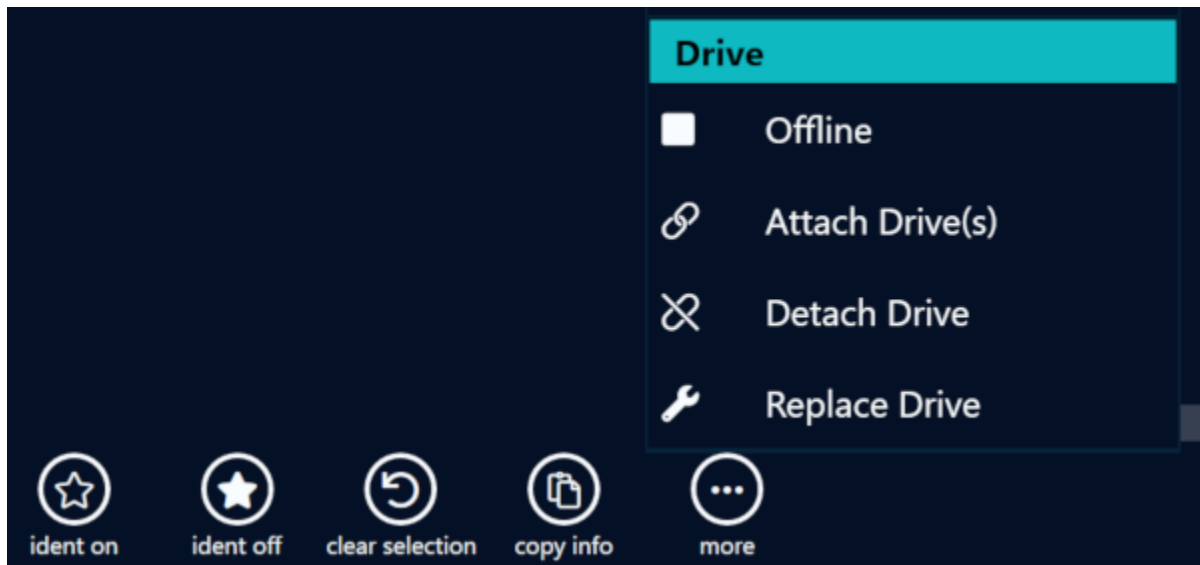 Drive
Offline
Attach Drive(s)
Detach Drive
Replace Drive
ident on
ident off
clear selection
copy info
more